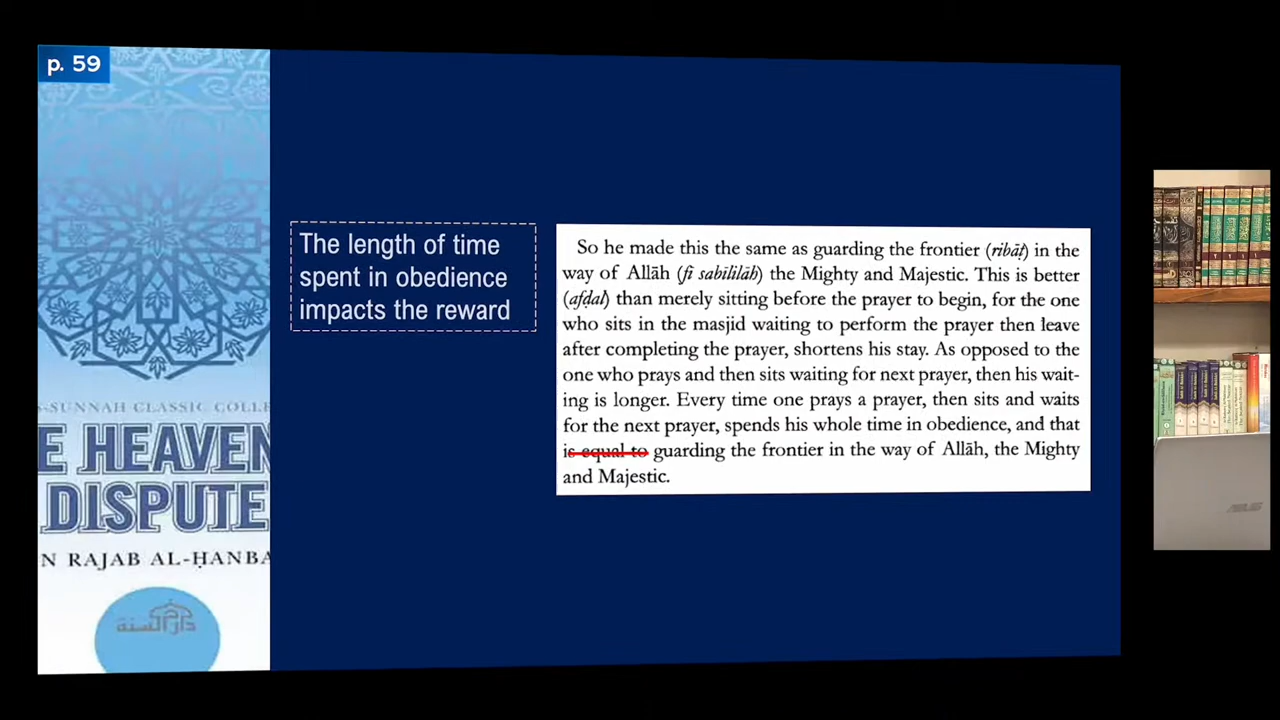 p. 59
-SUNNAH CLASSIC COLLE
E HEAVEN
DISPUTE
N RAJAB AL-ḤANBA
دار السنة
The length of time
spent in obedience
impacts the reward
So he made this the same as guarding the frontier (ribāṭ) in the
way of Allāh (fī sabīlilāh) the Mighty and Majestic. This is better
(afḍal) than merely sitting before the prayer to begin, for the one
who sits in the masjid waiting to perform the prayer then leave
after completing the prayer, shortens his stay. As opposed to the
one who prays and then sits waiting for next prayer, then his wait-
ing is longer. Every time one prays a prayer, then sits and waits
for the next prayer, spends his whole time in obedience, and that
is equal to guarding the frontier in the way of Allāh, the Mighty
and Majestic.
ASUS